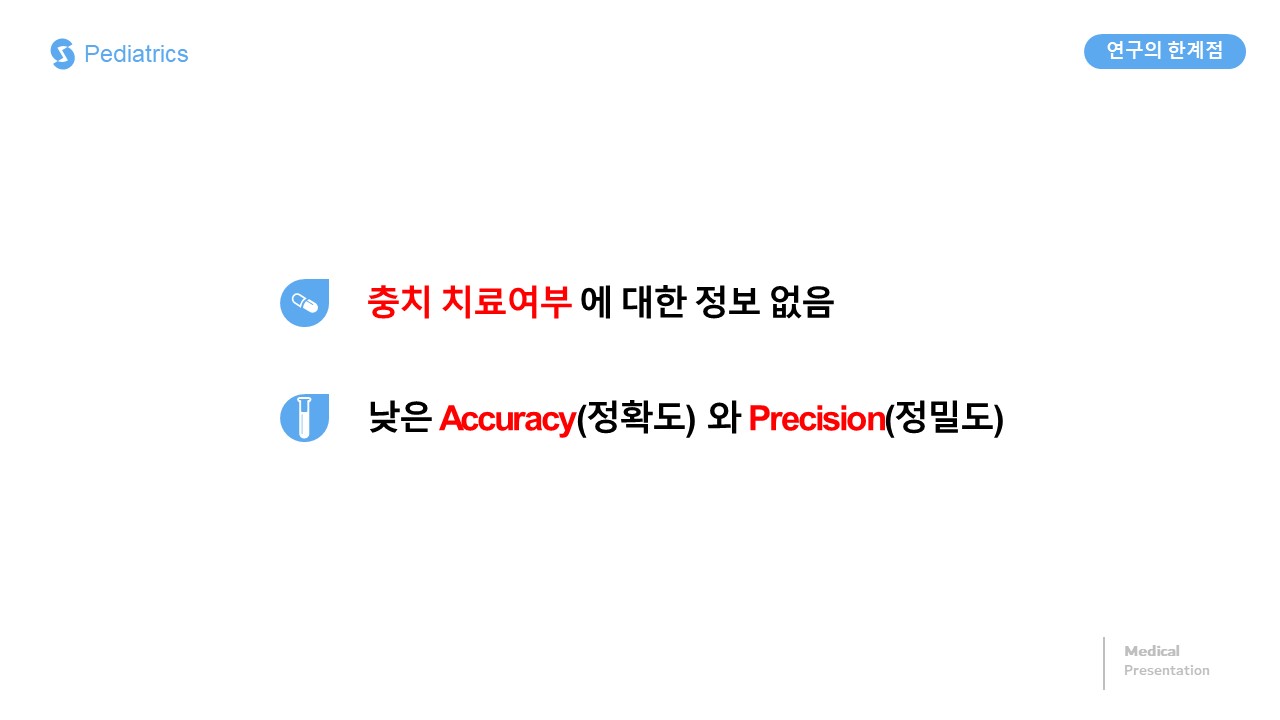 Pediatrics
연구의 한계점
충치 치료여부 에 대한 정보 없음
낮은 Accuracy(정확도) 와 Precision(정밀도)
Medical
Presentation